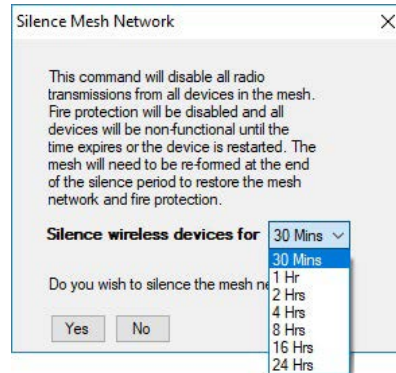 Silence Mesh Network
This command will disable all radio
transmissions from all devices in the mesh.
Fire protection will be disabled and all
devices will be non-functional until the
time expires or the device is restarted. The
mesh will need to be re-formed at the end
of the silence period to restore the mesh
network and fire protection.
Silence wireless devices for 30 Mins
30 Mins
1 Hr
2 Hrs
4 Hrs
8 Hrs
16 Hrs
24 Hrs
Do you wish to silence the mesh
Yes No